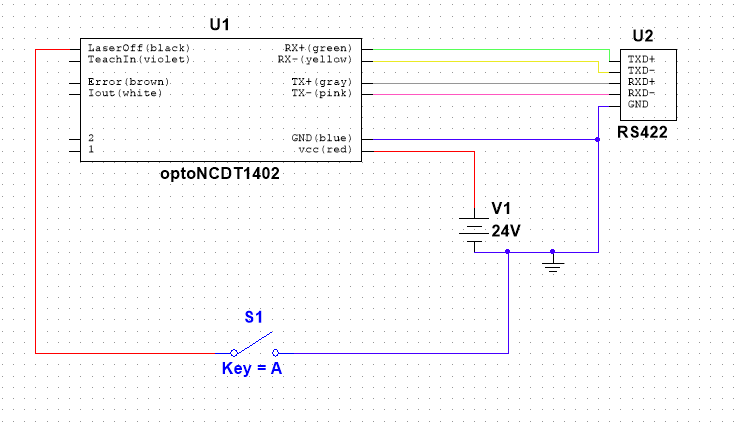 U1
LaserOff(black)
TeachIn(violet)
Error(brown)
Iout(white)
2
1
RX+(green)
RX-(yellow)
TX+(gray)
TX-(pink)
GND(blue)
vcc(red)
optoNCDT1402
U2
TXD+
TXD-
RXD+
RXD-
GND
RS422
V1
24V
S1
Key = A